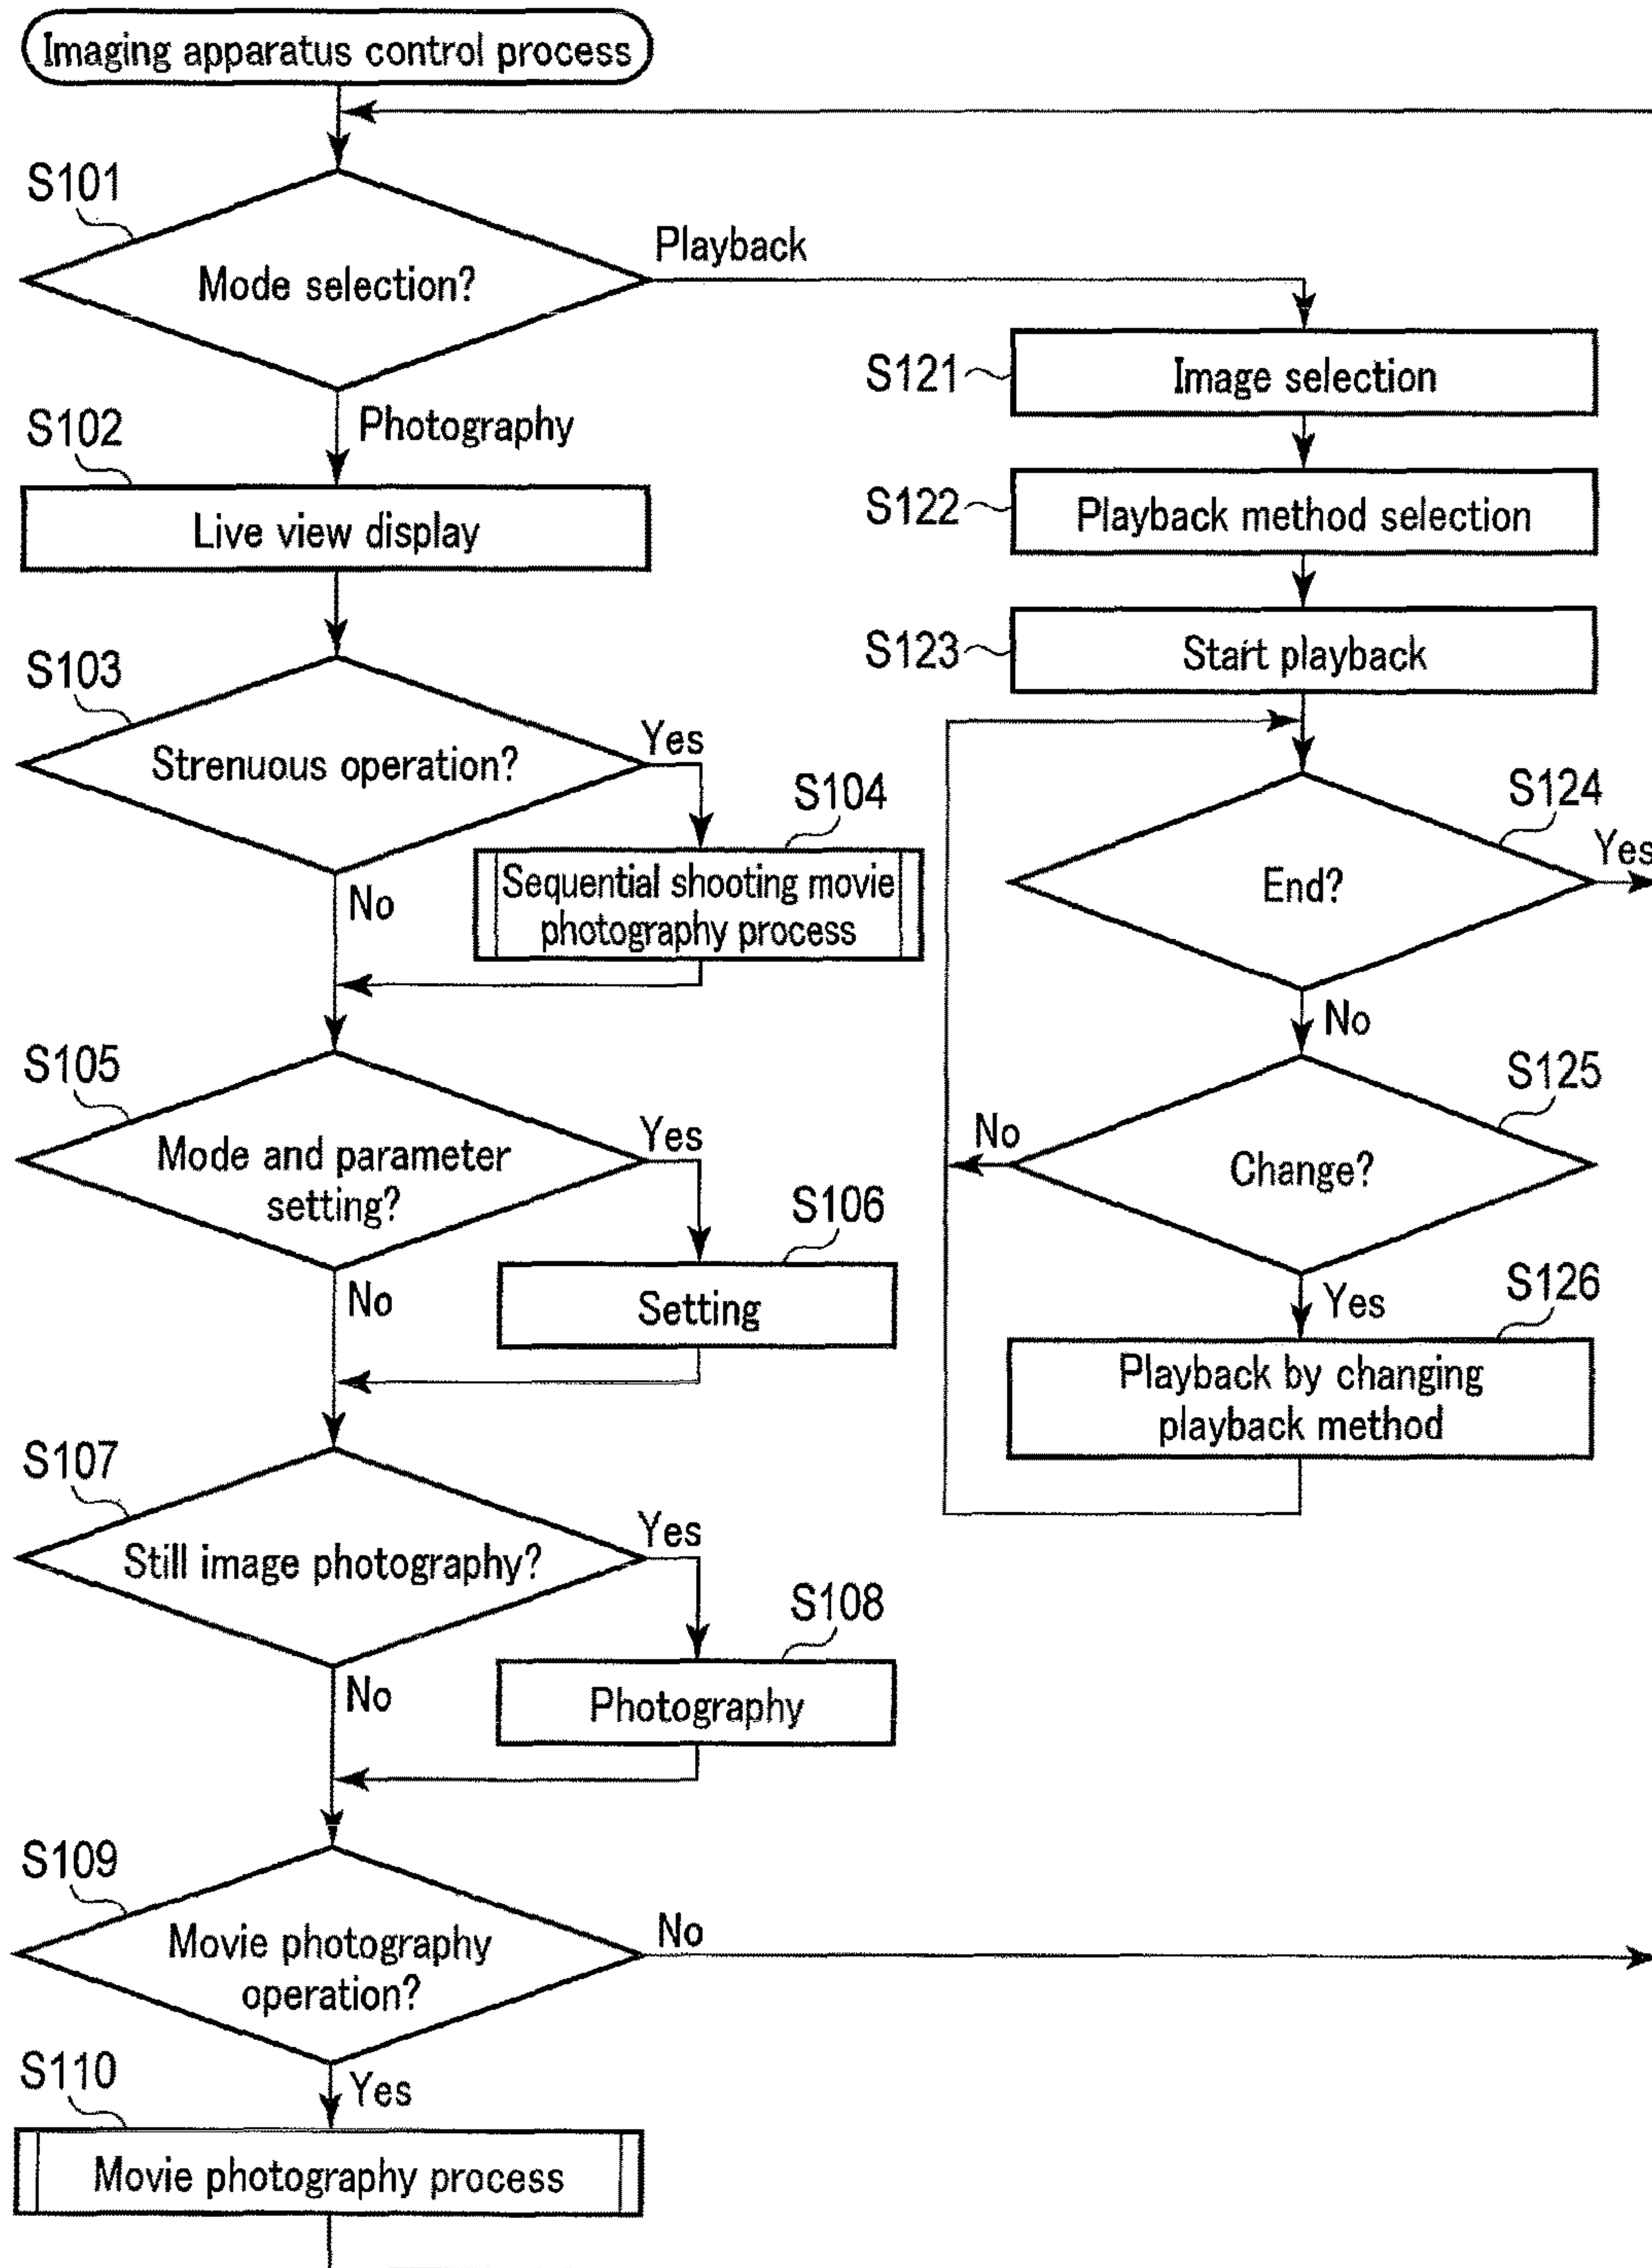 Imaging apparatus control process
S101
Mode selection?
Playback
Photography
S102
Live view display
S103
Strenuous operation?
Yes
No
S104
Sequential shooting movie
photography process
S105
Mode and parameter
setting?
Yes
No
S106
Setting
S107
Still image photography?
Yes
No
S108
Photography
S109
Movie photography
operation?
No
Yes
S110
Movie photography process
S121
Image selection
S122
Playback method selection
S123
Start playback
S124
End?
Yes
No
S125
Change?
No
Yes
S126
Playback by changing
playback method